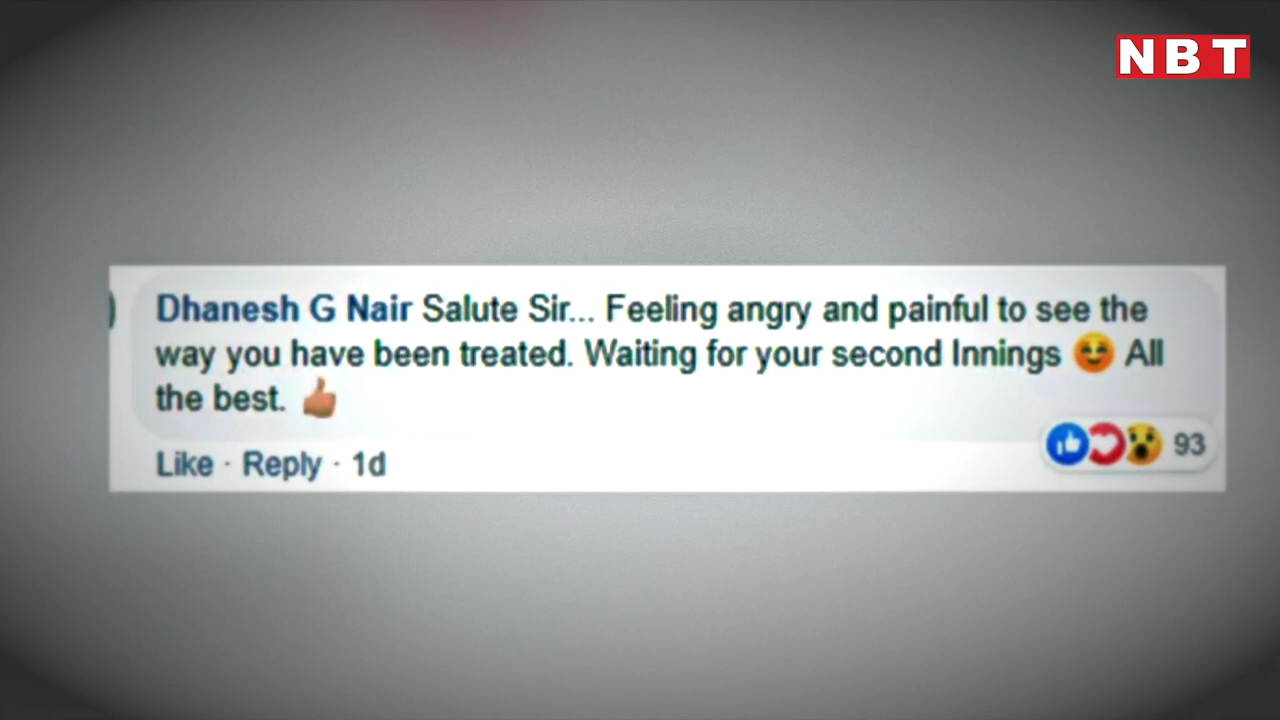 NBT
Dhanesh G Nair Salute Sir... Feeling angry and painful to see the
way you have been treated. Waiting for your second Innings 😊 All
the best. 👍
Like · Reply · 1d
93